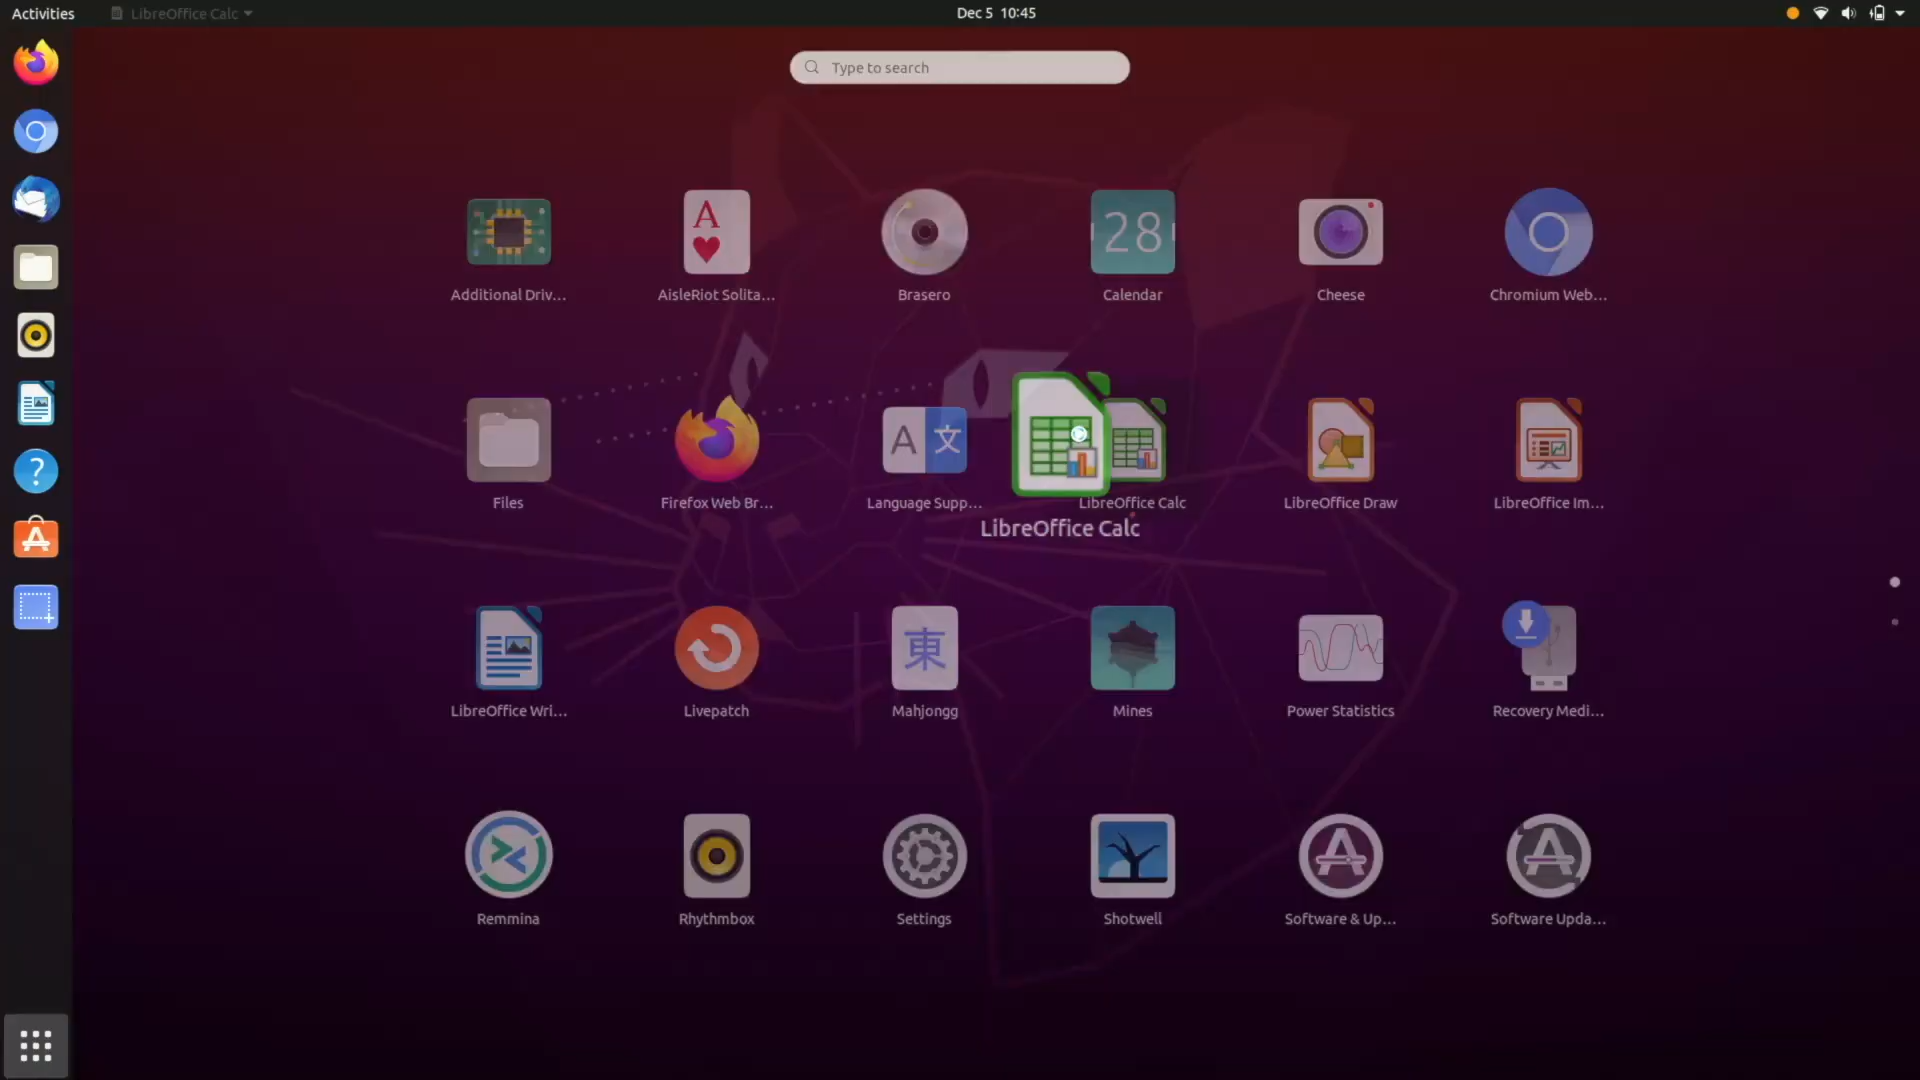 Activities
LibreOffice Calc
Dec 5 10:45
Type to search
Additional Driv...
AisleRiot Solita...
Brasero
28
Calendar
Cheese
Chromium Web...
Files
Firefox Web Br...
A 文
Language Supp...
LibreOffice Calc
LibreOffice Draw
LibreOffice Im...
LibreOffice Calc
LibreOffice Wri...
Livepatch
東
Mahjongg
Mines
Power Statistics
Recovery Medi...
Remmina
Rhythmbox
Settings
Shotwell
Software & Up...
Software Upda...
A
?